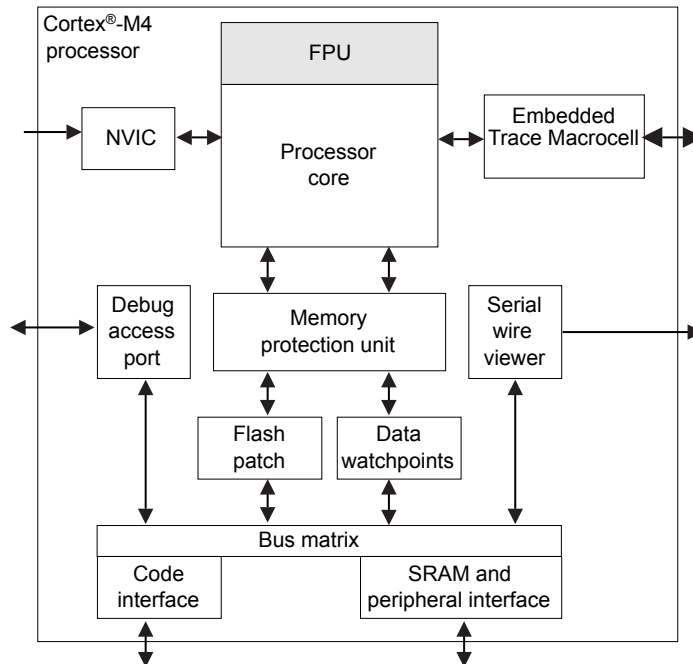 Cortex®-M4
processor
FPU
NVIC
Processor
core
Embedded
Trace Macrocell
Debug
access
port
Memory
protection unit
Serial
wire
viewer
Flash
patch
Data
watchpoints
Bus matrix
Code
interface
SRAM and
peripheral interface